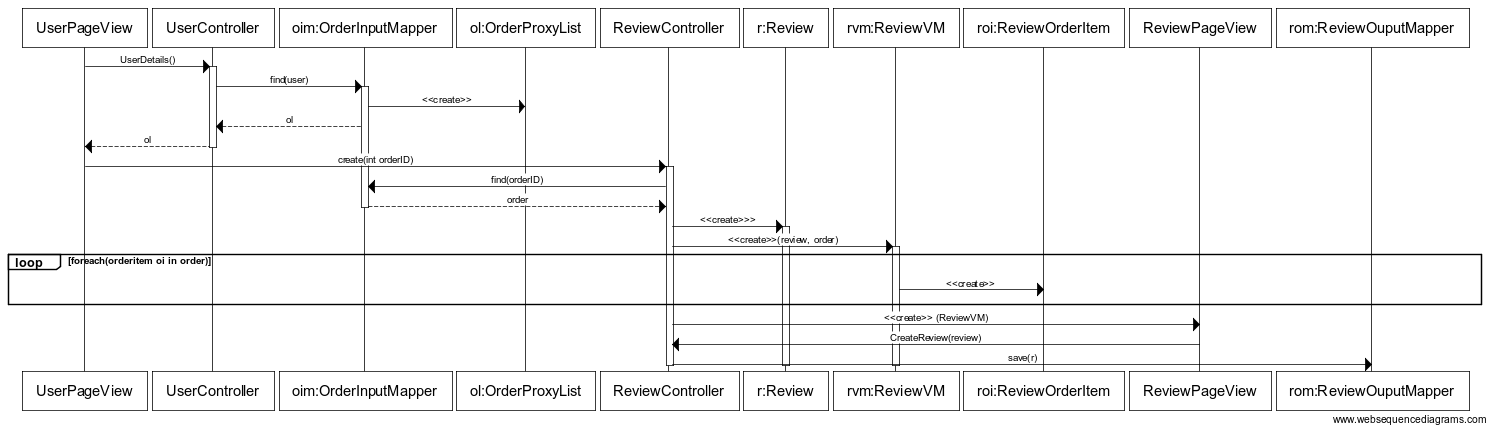 UserPageView UserController oim:OrderInputMapper ol:OrderProxyList ReviewController r:Review rvm:ReviewVM roi:ReviewOrderItem ReviewPageView rom:ReviewOuputMapper
UserDetails()
find(user)
<<create>>
ol
ol
create(int orderID)
find(orderID)
order
<<create>>>
<<create>>(review, order)
loop [foreach(orderitem oi in order)]
<<create>>
<<create>> (ReviewVM)
CreateReview(review)
save(r)
UserPageView UserController oim:OrderInputMapper ol:OrderProxyList ReviewController r:Review rvm:ReviewVM roi:ReviewOrderItem ReviewPageView rom:ReviewOuputMapper
www.websequencediagrams.com